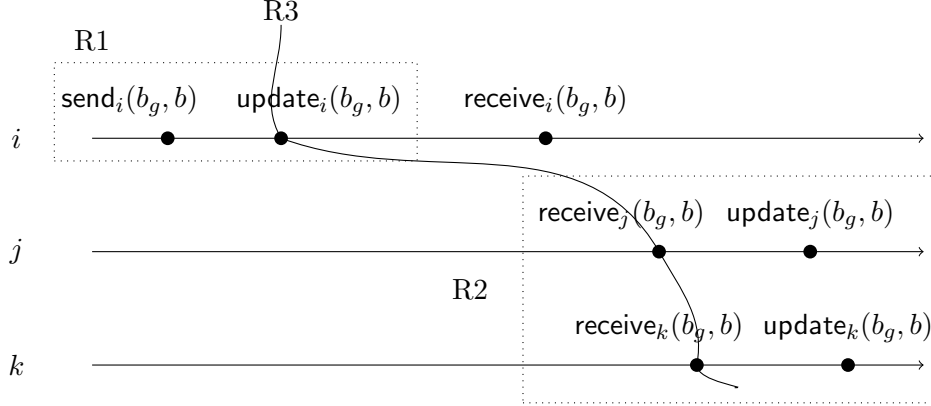 R3
R1
send_i(b_g, b) update_i(b_g, b) receive_i(b_g, b)
i
receive_j(b_g, b) update_j(b_g, b)
j
R2
receive_k(b_g, b) update_k(b_g, b)
k